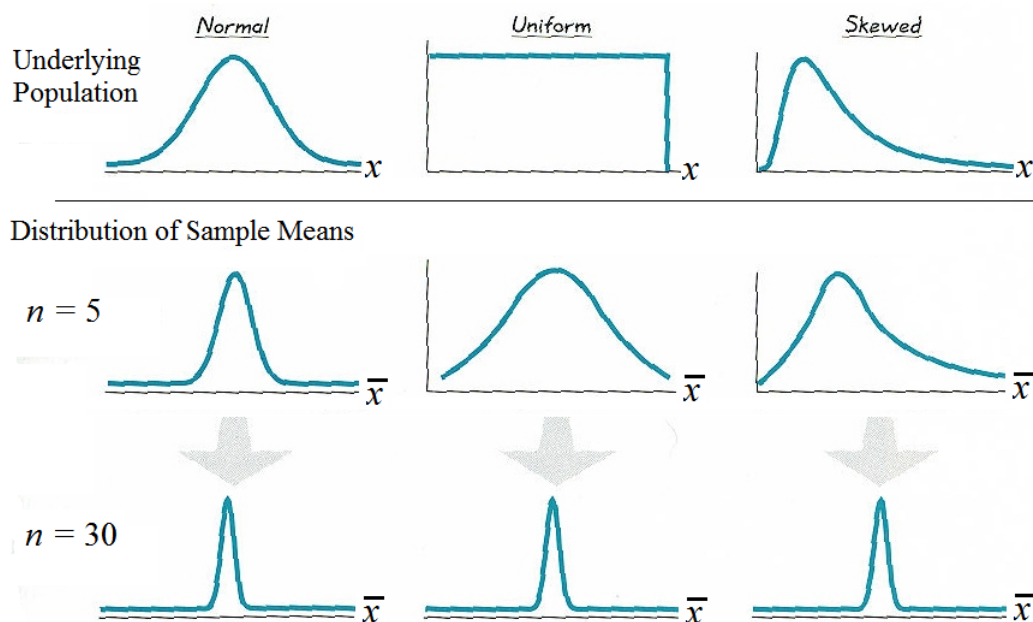 Normal Uniform Skewed
Underlying
Population
x x x
Distribution of Sample Means
n = 5
x̅ x̅ x̅
n = 30
x̅ x̅ x̅